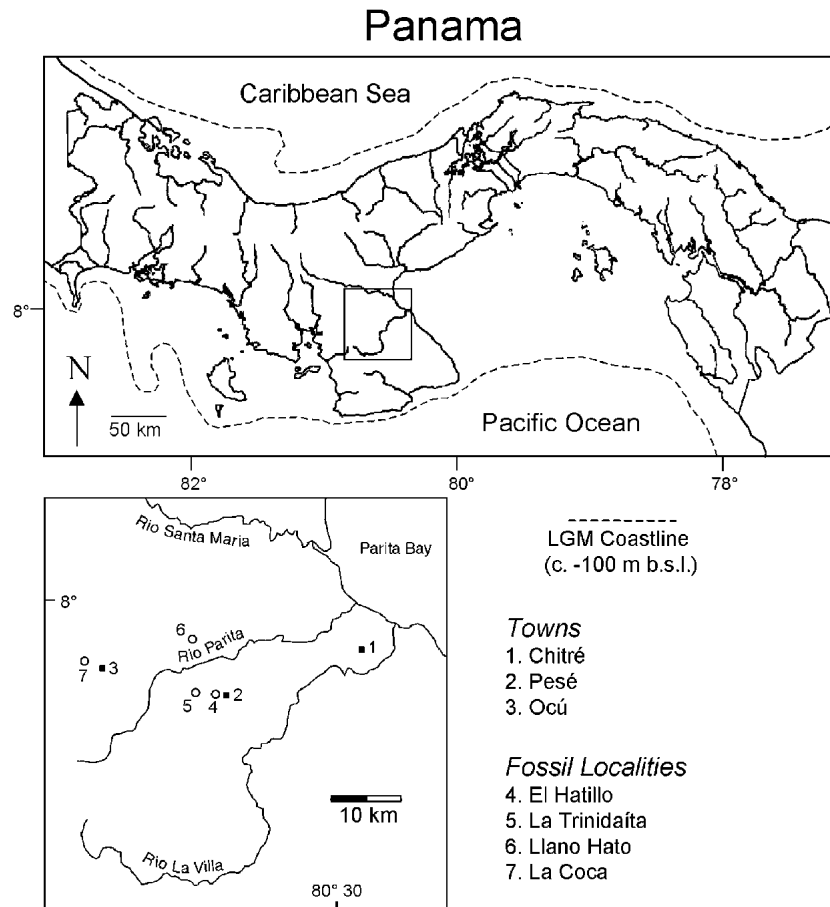 Panama
Caribbean Sea
8°
N
50 km
Pacific Ocean
82°
80°
78°
Rio Santa Maria
Parita Bay
8°
6
Rio Parita
1
7
3
5
4
2
10 km
Rio La Villa
80° 30
LGM Coastline
(c. -100 m b.s.l.)
Towns
1. Chitré
2. Pesé
3. Ocú
Fossil Localities
4. El Hatillo
5. La Trinidaíta
6. Llano Hato
7. La Coca